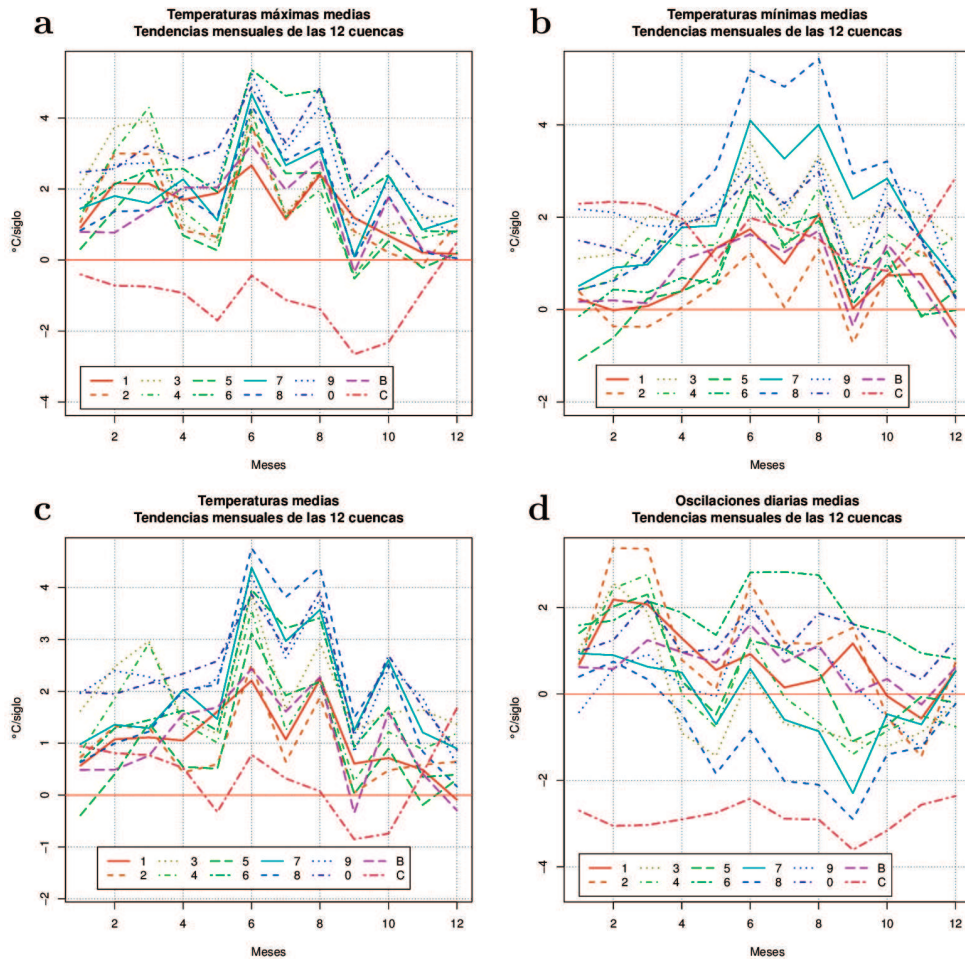 a
Temperaturas máximas medias
Tendencias mensuales de las 12 cuencas
°C/siglo
4
2
0
−2
−4
1 3 5 7 9 B
2 4 6 8 0 C
2 4 6 8 10 12
Meses
b
Temperaturas mínimas medias
Tendencias mensuales de las 12 cuencas
°C/siglo
4
2
0
−2
1 3 5 7 9 B
2 4 6 8 0 C
2 4 6 8 10 12
Meses
c
Temperaturas medias
Tendencias mensuales de las 12 cuencas
°C/siglo
4
3
2
1
0
−1
−2
1 3 5 7 9 B
2 4 6 8 0 C
2 4 6 8 10 12
Meses
d
Oscilaciones diarias medias
Tendencias mensuales de las 12 cuencas
°C/siglo
2
0
−2
−4
1 3 5 7 9 B
2 4 6 8 0 C
2 4 6 8 10 12
Meses